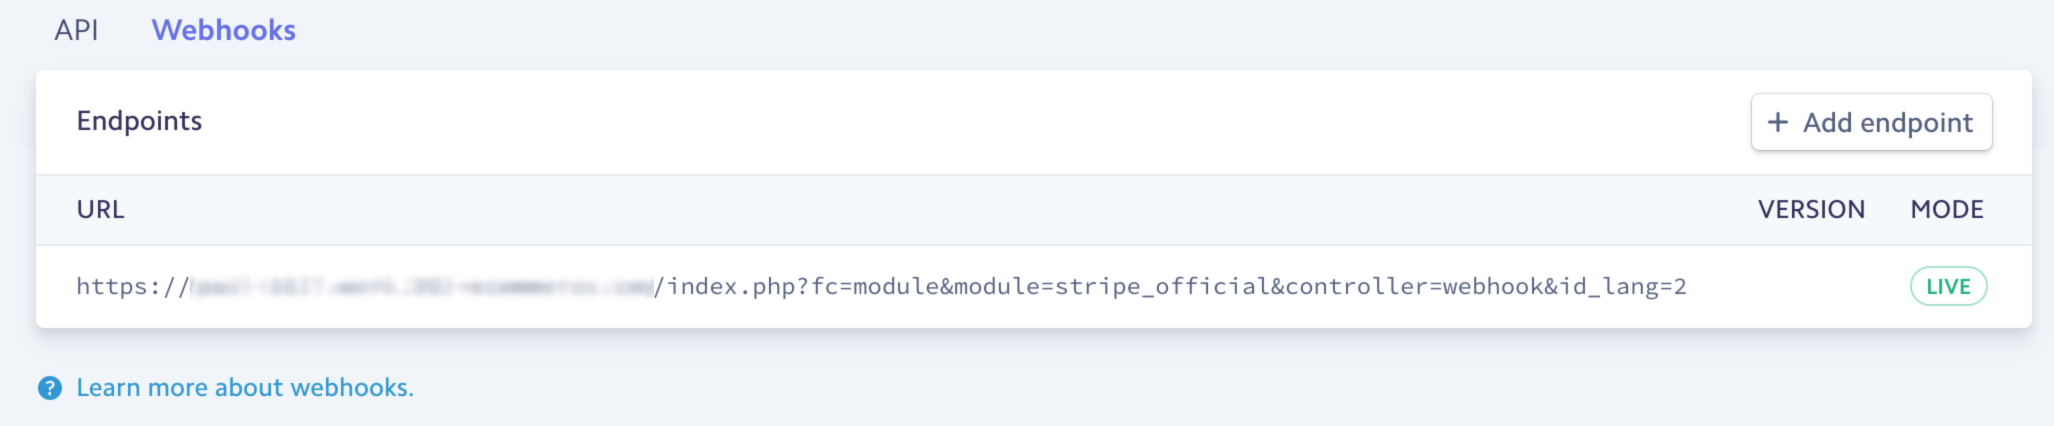 API Webhooks
Endpoints + Add endpoint
URL VERSION MODE
https:// /index.php?fc=module&module=stripe_official&controller=webhook&id_lang=2 LIVE
? Learn more about webhooks.